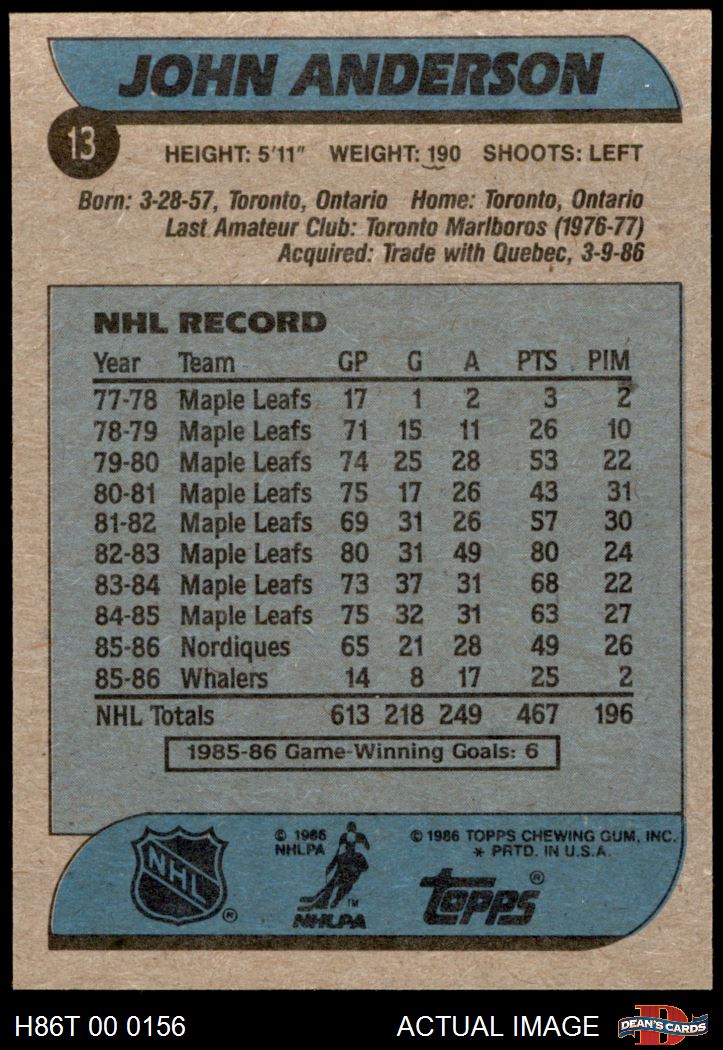 JOHN ANDERSON
13
HEIGHT: 5'11" WEIGHT: 190 SHOOTS: LEFT
Born: 3-28-57, Toronto, Ontario Home: Toronto, Ontario
Last Amateur Club: Toronto Marlboros (1976-77)
Acquired: Trade with Quebec, 3-9-86
NHL RECORD
Year Team GP G A PTS PIM
77-78 Maple Leafs 17 1 2 3 2
78-79 Maple Leafs 71 15 11 26 10
79-80 Maple Leafs 74 25 28 53 22
80-81 Maple Leafs 75 17 26 43 31
81-82 Maple Leafs 69 31 26 57 30
82-83 Maple Leafs 80 31 49 80 24
83-84 Maple Leafs 73 37 31 68 22
84-85 Maple Leafs 75 32 31 63 27
85-86 Nordiques 65 21 28 49 26
85-86 Whalers 14 8 17 25 2
NHL Totals 613 218 249 467 196
1985-86 Game-Winning Goals: 6
© 1986
NHLPA
© 1986 TOPPS CHEWING GUM, INC.
* PRTD. IN U.S.A.
NHL ®
TM
NHLPA
topps ®
H86T 00 0156 ACTUAL IMAGE
D
DEAN'S CARDS